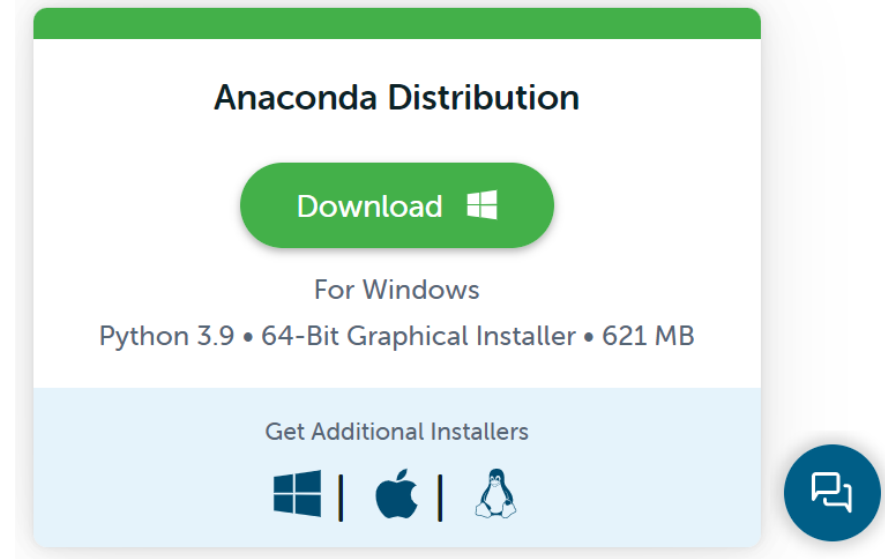 Anaconda Distribution
Download
For Windows
Python 3.9 • 64-Bit Graphical Installer • 621 MB
Get Additional Installers